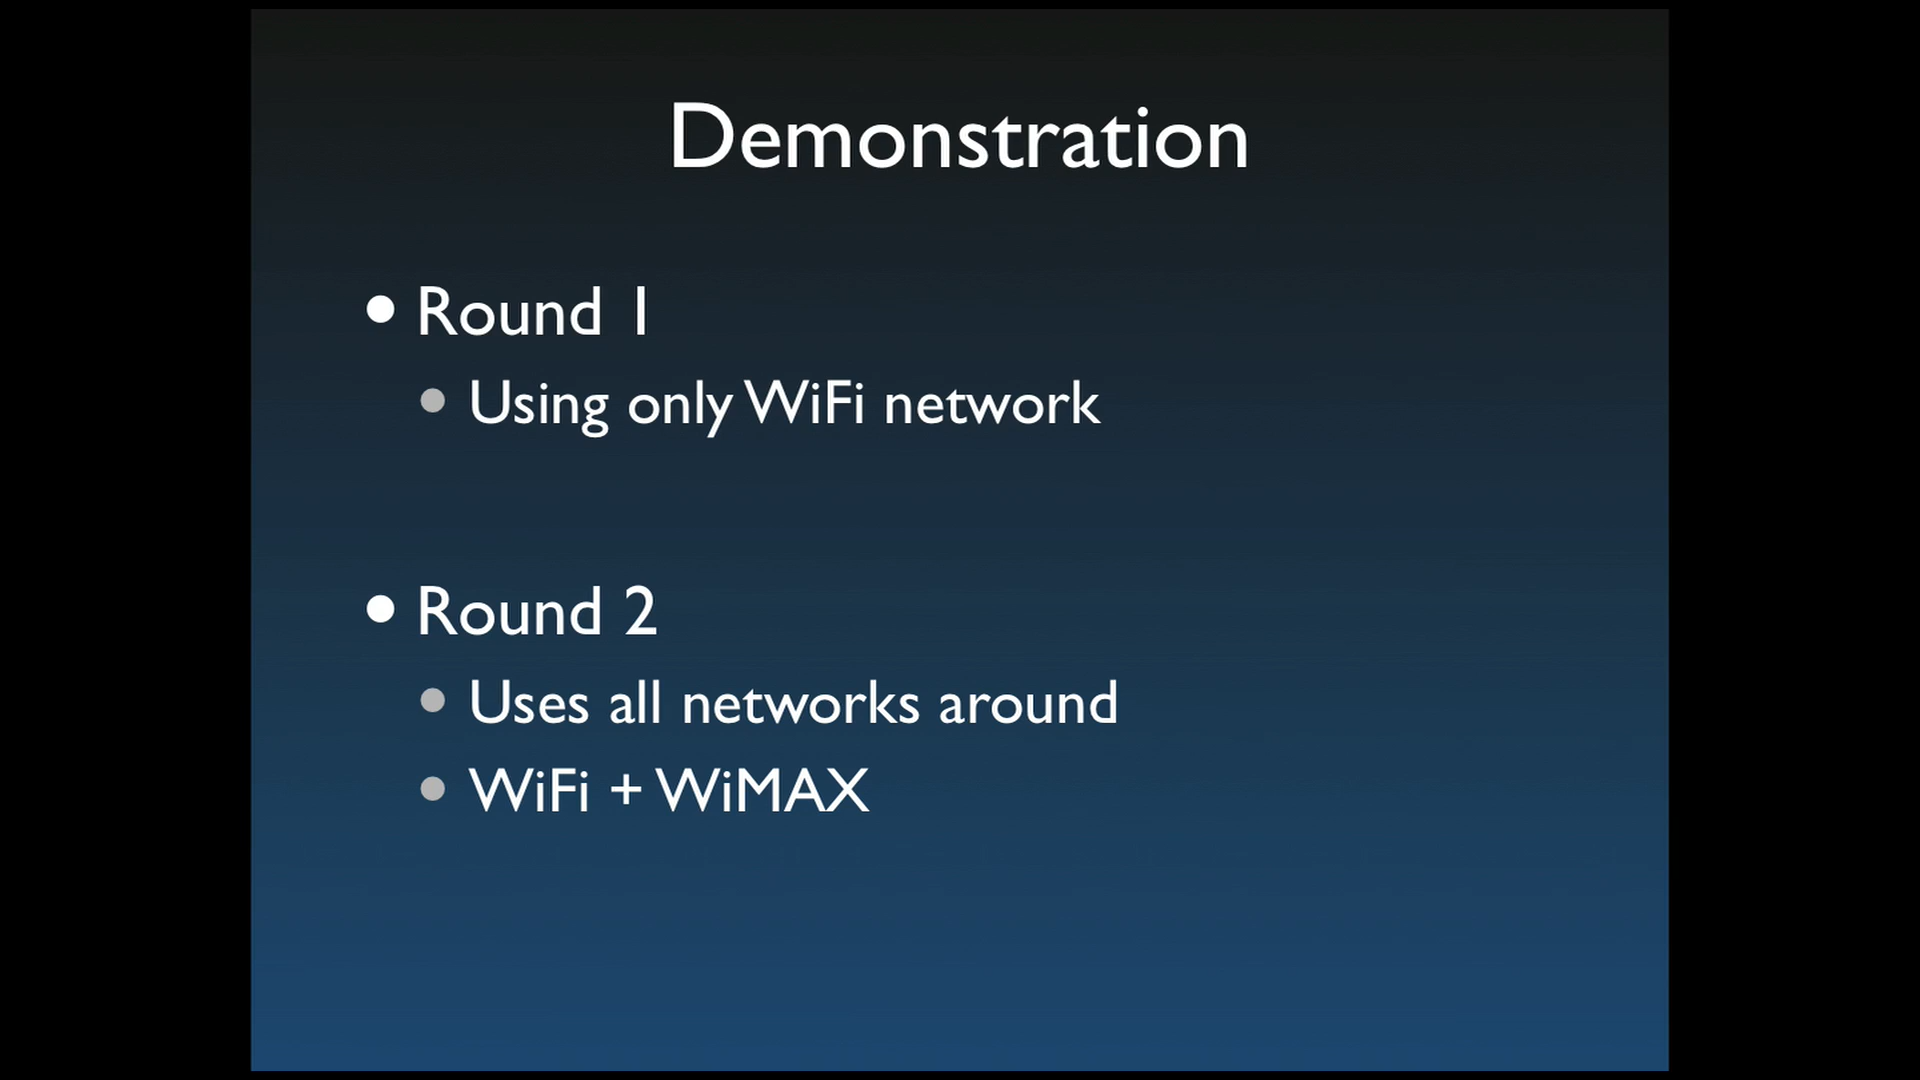 Demonstration
• Round 1
• Using only WiFi network
• Round 2
• Uses all networks around
• WiFi + WiMAX